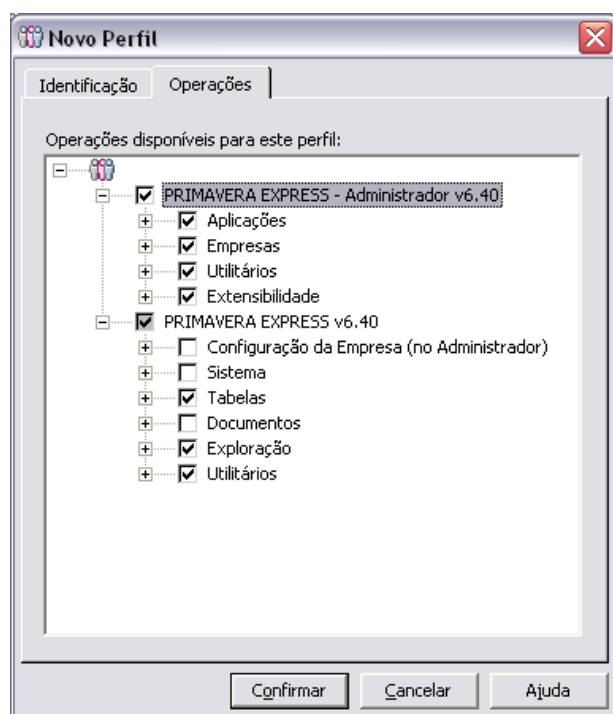 Novo Perfil
Identificação Operações
Operações disponíveis para este perfil:
PRIMAVERA EXPRESS - Administrador v6.40
Aplicações
Empresas
Utilitários
Extensibilidade
PRIMAVERA EXPRESS v6.40
Configuração da Empresa (no Administrador)
Sistema
Tabelas
Documentos
Exploração
Utilitários
Confirmar Cancelar Ajuda